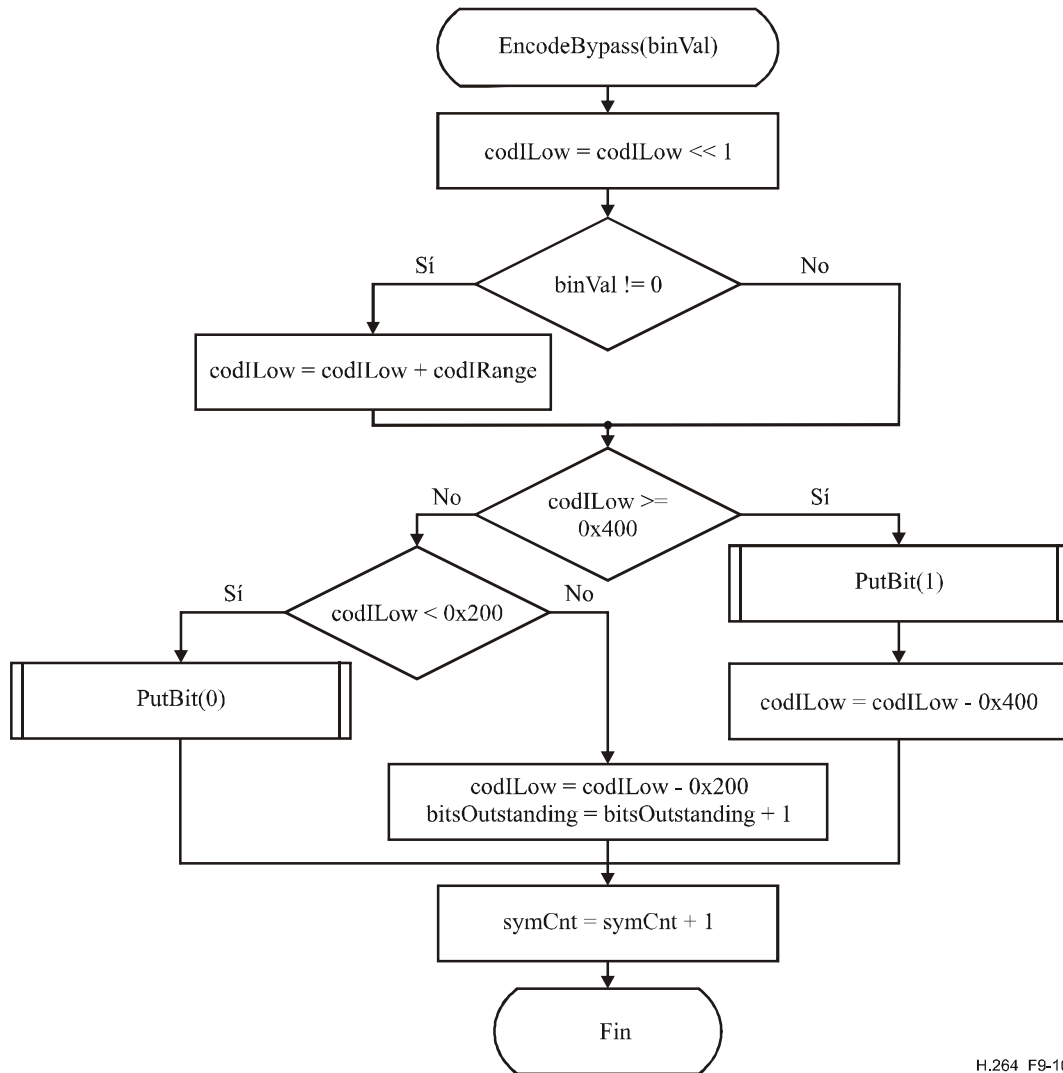 EncodeBypass(binVal)
codILow = codILow << 1
Sí
binVal != 0
No
codILow = codILow + codIRange
No
codILow >=
0x400
Sí
PutBit(1)
Sí
codILow < 0x200
No
PutBit(0)
codILow = codILow - 0x400
codILow = codILow - 0x200
bitsOutstanding = bitsOutstanding + 1
symCnt = symCnt + 1
Fin